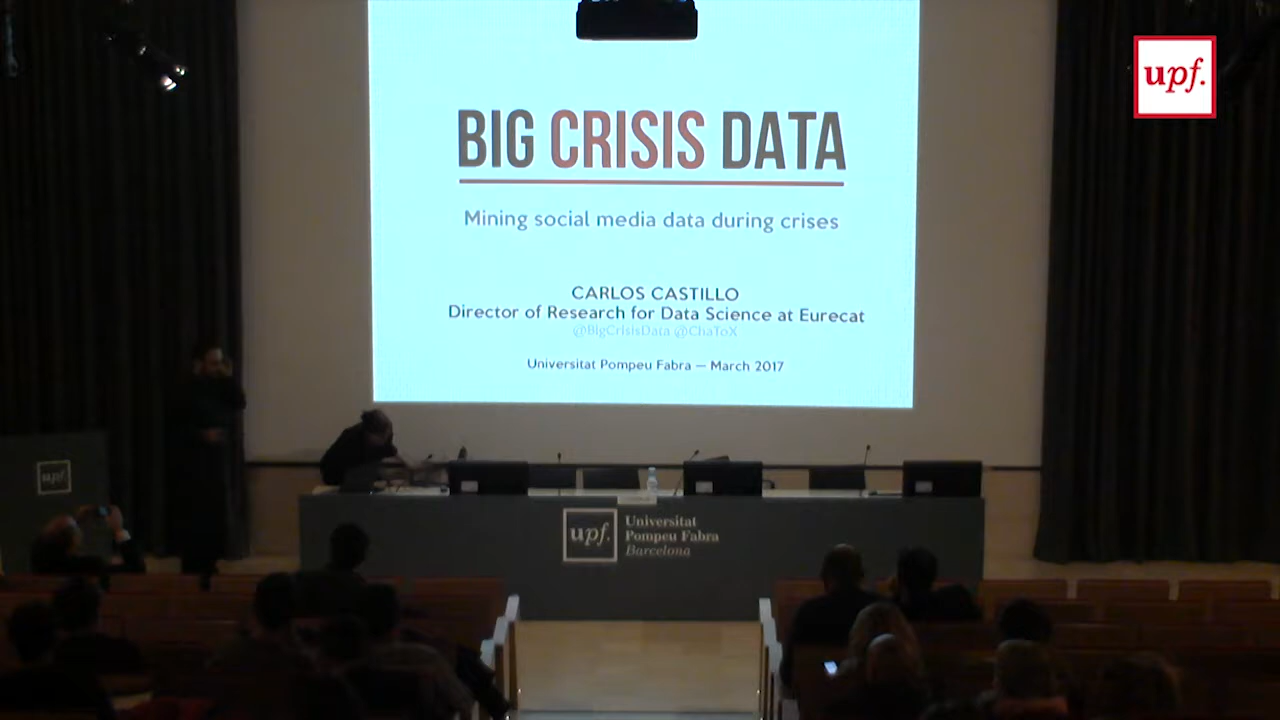 upf.
BIG CRISIS DATA
Mining social media data during crises
CARLOS CASTILLO
Director of Research for Data Science at Eurecat
@BigCrisisData @ChaToX
Universitat Pompeu Fabra — March 2017
upf.
upf.
Universitat
Pompeu Fabra
Barcelona